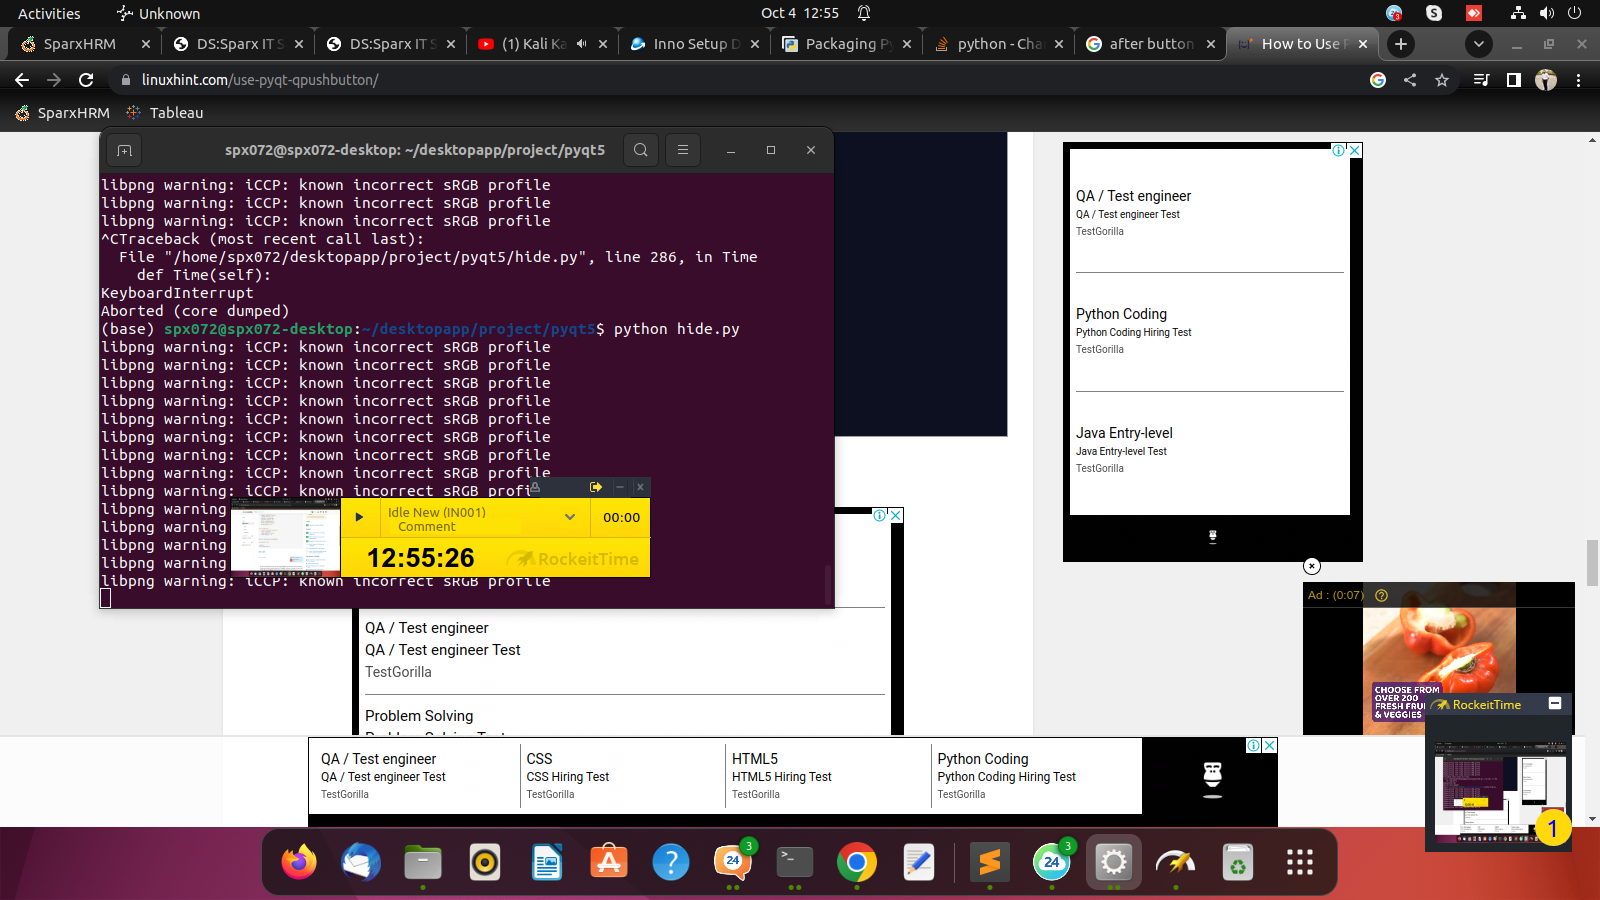 Activities
Unknown
Oct 4 12:55
SparxHRM
DS:Sparx IT S
DS:Sparx IT S
(1) Kali Ka
Inno Setup D
Packaging Py
python - Cha
after button
How to Use P
linuxhint.com/use-pyqt-qpushbutton/
SparxHRM
Tableau
spx072@spx072-desktop: ~/desktopapp/project/pyqt5
libpng warning: iCCP: known incorrect sRGB profile
libpng warning: iCCP: known incorrect sRGB profile
libpng warning: iCCP: known incorrect sRGB profile
^CTraceback (most recent call last):
File "/home/spx072/desktopapp/project/pyqt5/hide.py", line 286, in Time
def Time(self):
KeyboardInterrupt
Aborted (core dumped)
(base) spx072@spx072-desktop:~/desktopapp/project/pyqt5$ python hide.py
libpng warning: iCCP: known incorrect sRGB profile
libpng warning: iCCP: known incorrect sRGB profile
libpng warning: iCCP: known incorrect sRGB profile
libpng warning: iCCP: known incorrect sRGB profile
libpng warning: iCCP: known incorrect sRGB profile
libpng warning: iCCP: known incorrect sRGB profile
libpng warning: iCCP: known incorrect sRGB profile
libpng warning: iCCP: known incorrect sRGB profile
libpng warning: iCCP: known incorrect sRGB prof
libpng warning
libpng warning
libpng warning
libpng warning
libpng warning: iCCP: known incorrect sRGB profile
Idle New (IN001)
Comment
00:00
12:55:26
RockeitTime
QA / Test engineer
QA / Test engineer Test
TestGorilla
Python Coding
Python Coding Hiring Test
TestGorilla
Java Entry-level
Java Entry-level Test
TestGorilla
Ad : (0:07)
CHOOSE FROM
OVER 200
FRESH FRU
& VEGGIES
RockeitTime
1
QA / Test engineer
QA / Test engineer Test
TestGorilla
Problem Solving
QA / Test engineer
QA / Test engineer Test
TestGorilla
CSS
CSS Hiring Test
TestGorilla
HTML5
HTML5 Hiring Test
TestGorilla
Python Coding
Python Coding Hiring Test
TestGorilla
24
3
24
3